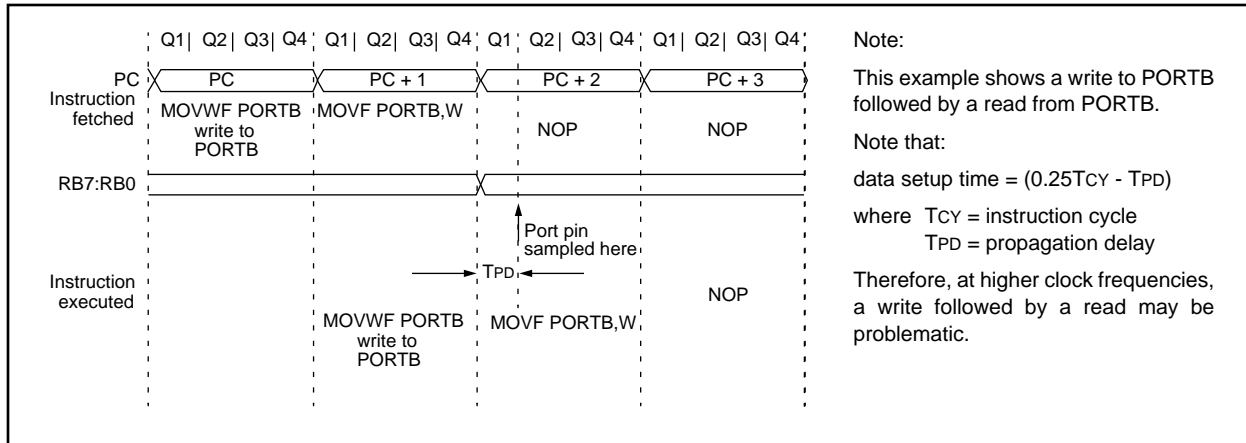 Q1| Q2| Q3| Q4 Q1| Q2| Q3| Q4 Q1| Q2| Q3| Q4 Q1| Q2| Q3| Q4
PC PC PC + 1 PC + 2 PC + 3
Instruction
fetched
MOVWF PORTB
write to
PORTB
MOVF PORTB,W
NOP
NOP
RB7:RB0
Port pin
sampled here
TPD
Instruction
executed
MOVWF PORTB
write to
PORTB
MOVF PORTB,W
NOP
Note:
This example shows a write to PORTB
followed by a read from PORTB.
Note that:
data setup time = (0.25TCY - TPD)
where TCY = instruction cycle
TPD = propagation delay
Therefore, at higher clock frequencies,
a write followed by a read may be
problematic.